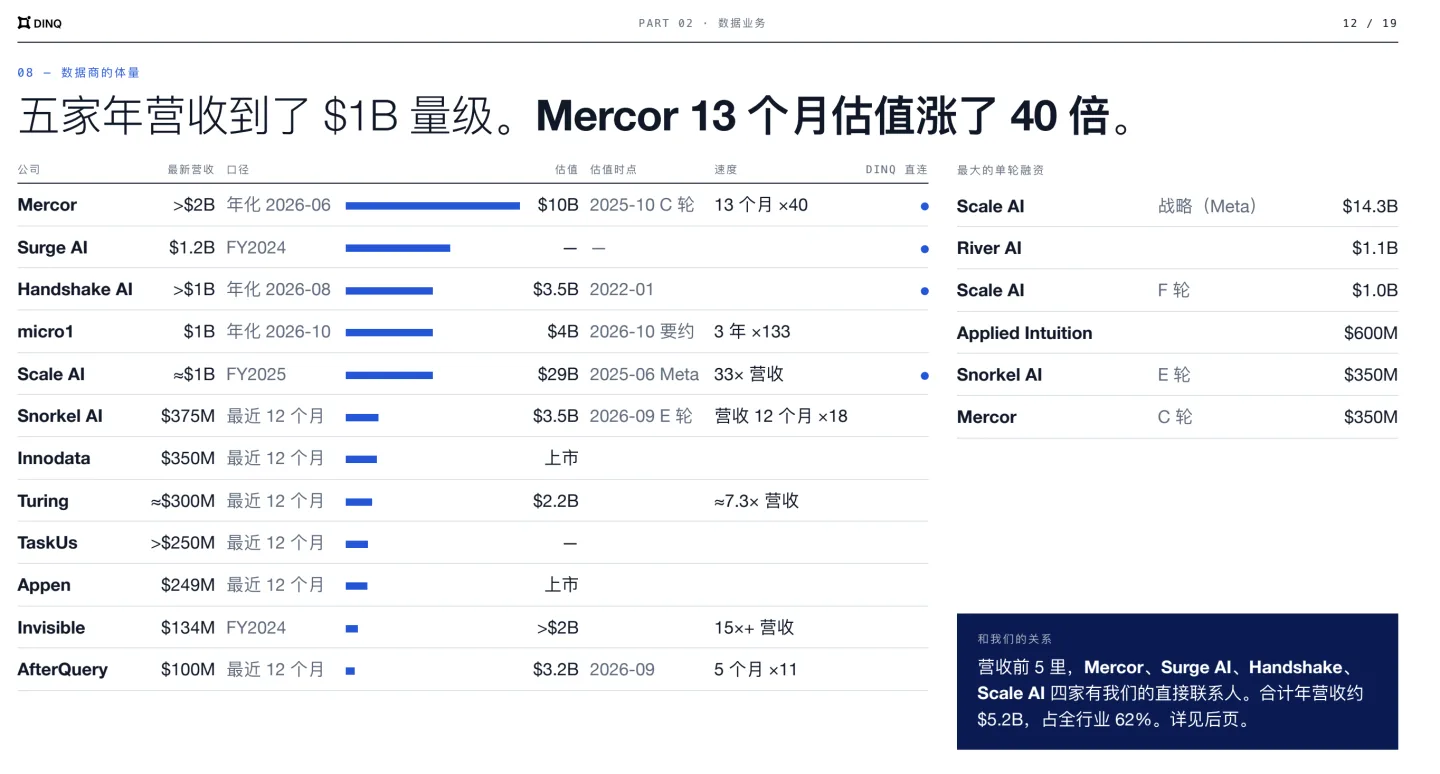 DINQ
PART 02 · 数据业务
12 / 19
08 — 数据商的体量
五家年营收到了 $1B 量级。Mercor 13 个月估值涨了 40 倍。
公司 最新营收 口径 估值 估值时点 速度 DINQ 直连
Mercor >$2B 年化 2026-06 $10B 2025-10 C 轮 13 个月 ×40
Surge AI $1.2B FY2024 — —
Handshake AI >$1B 年化 2026-08 $3.5B 2022-01
micro1 $1B 年化 2026-10 $4B 2026-10 要约 3 年 ×133
Scale AI ≈$1B FY2025 $29B 2025-06 Meta 33× 营收
Snorkel AI $375M 最近 12 个月 $3.5B 2026-09 E 轮 营收 12 个月 ×18
Innodata $350M 最近 12 个月 上市
Turing ≈$300M 最近 12 个月 $2.2B ≈7.3× 营收
TaskUs >$250M 最近 12 个月 —
Appen $249M 最近 12 个月 上市
Invisible $134M FY2024 >$2B 15×+ 营收
AfterQuery $100M 最近 12 个月 $3.2B 2026-09 5 个月 ×11
最大的单轮融资
Scale AI 战略（Meta） $14.3B
River AI $1.1B
Scale AI F 轮 $1.0B
Applied Intuition $600M
Snorkel AI E 轮 $350M
Mercor C 轮 $350M
和我们的关系
营收前 5 里，Mercor、Surge AI、Handshake、
Scale AI 四家有我们的直接联系人。合计年营收约
$5.2B，占全行业 62%。详见后页。